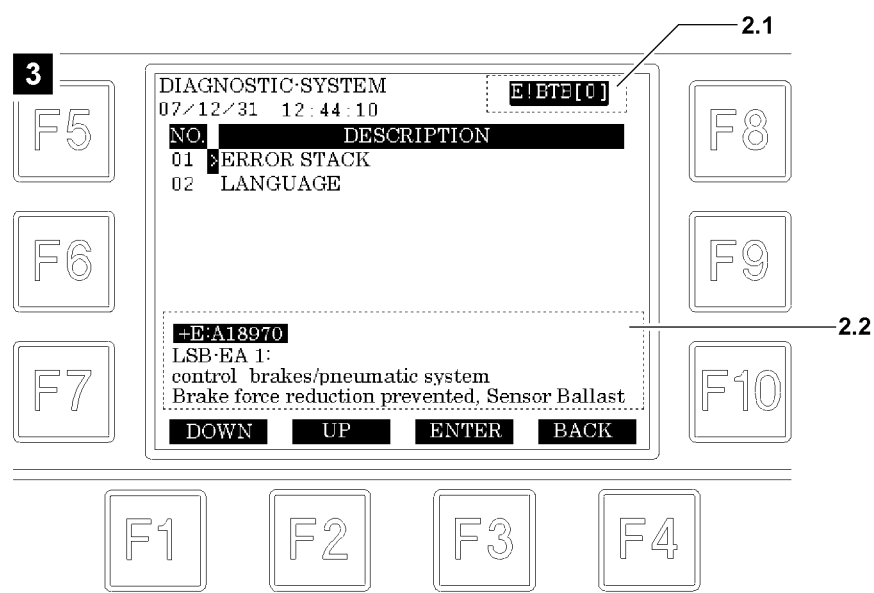 2.1
3
DIAGNOSTIC·SYSTEM
E!BTB[0]
07/12/31 12:44:10
NO. DESCRIPTION
01 >ERROR STACK
02 LANGUAGE
+E:A18970
LSB·EA 1:
control brakes/pneumatic system
Brake force reduction prevented, Sensor Ballast
2.2
DOWN UP ENTER BACK
F5
F6
F7
F8
F9
F10
F1 F2 F3 F4